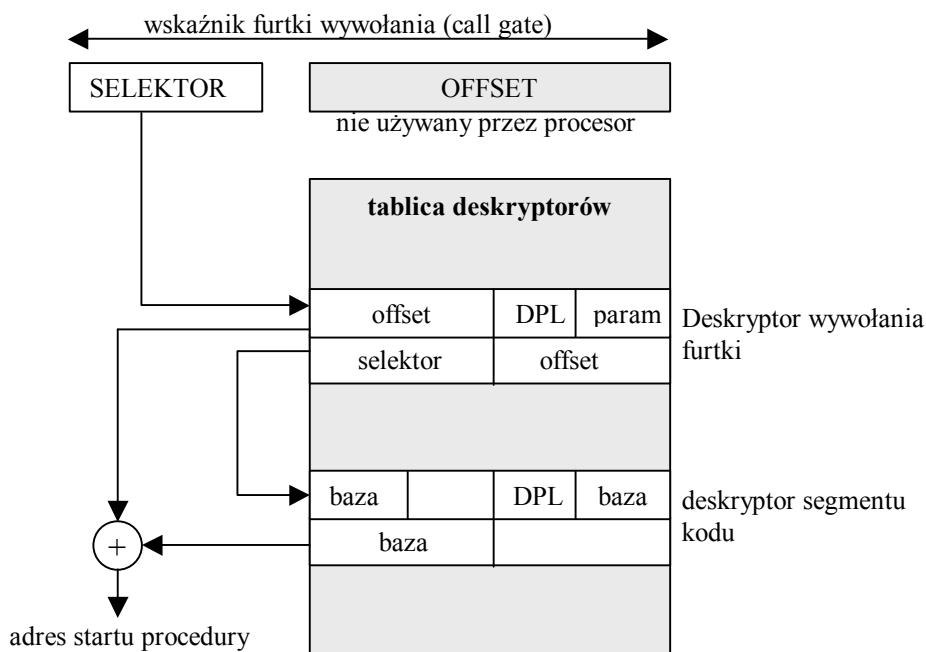 wskaźnik furtki wywołania (call gate)
SELEKTOR
OFFSET
nie używany przez procesor
tablica deskryptorów
offset DPL param
selektor offset
Deskryptor wywołania
furtki
baza DPL baza
baza
deskryptor segmentu
kodu
+
adres startu procedury